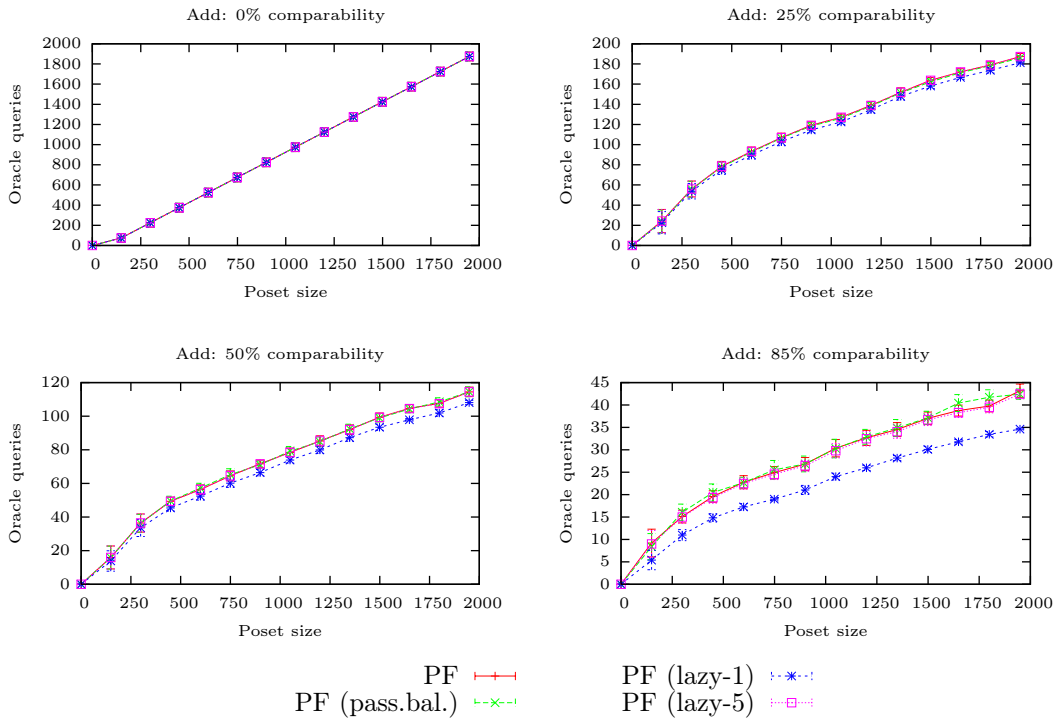 Add: 0% comparability
Oracle queries
2000
1800
1600
1400
1200
1000
800
600
400
200
0
0 250 500 750 1000 1250 1500 1750 2000
Poset size
Add: 25% comparability
Oracle queries
200
180
160
140
120
100
80
60
40
20
0
0 250 500 750 1000 1250 1500 1750 2000
Poset size
Add: 50% comparability
Oracle queries
120
100
80
60
40
20
0
0 250 500 750 1000 1250 1500 1750 2000
Poset size
Add: 85% comparability
Oracle queries
45
40
35
30
25
20
15
10
5
0
0 250 500 750 1000 1250 1500 1750 2000
Poset size
PF
PF (pass.bal.)
PF (lazy-1)
PF (lazy-5)